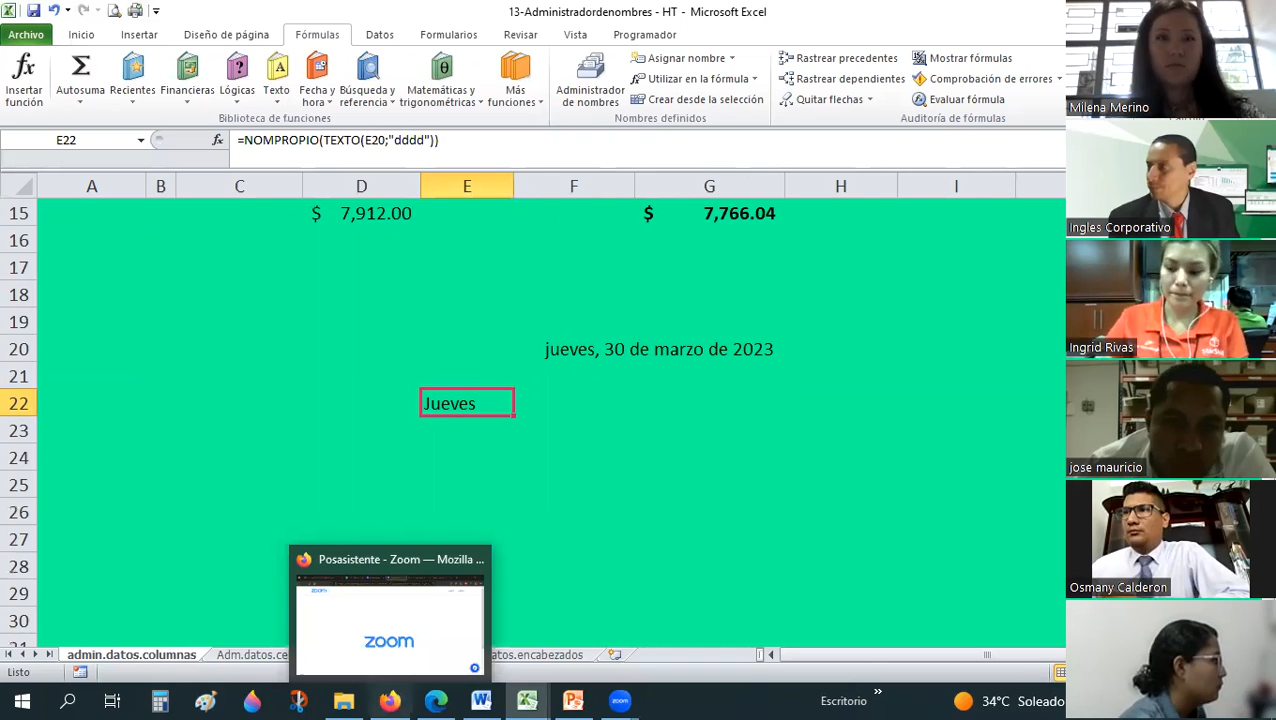 13-Administradordenombres - HT - Microsoft Excel
Archivo Inicio Insertar Diseño de página Fórmulas Datos Formularios Revisar Vista Programador
Insertar función
Autosuma
Recientes
Financieras
Lógicas
Texto
Fecha y hora
Búsqueda y referencia
Matemáticas y trigonométricas
Más funciones
Biblioteca de funciones
Administrador de nombres
Asignar nombre
Utilizar en la fórmula
Crear desde la selección
Nombres definidos
Rastrear precedentes
Rastrear dependientes
Quitar flechas
Mostrar fórmulas
Comprobación de errores
Evaluar fórmula
Auditoría de fórmulas
E22 fx =NOMPROPIO(TEXTO(E20;"dddd"))
A B C D E F G H
15 $ 7,912.00 $ 7,766.04
16
17
18
19
20 jueves, 30 de marzo de 2023
21
22 Jueves
23
24
25
26
27
28
29
30
Posasistente - Zoom — Mozilla ...
zoom
zoom
admin.datos.columnas Adm.datos.ce atos.encabezados
Escritorio » 34°C Soleado
zoom
Milena Merino
Ingles Corporativo
Ingrid Rivas
jose mauricio
Osmany Calderon